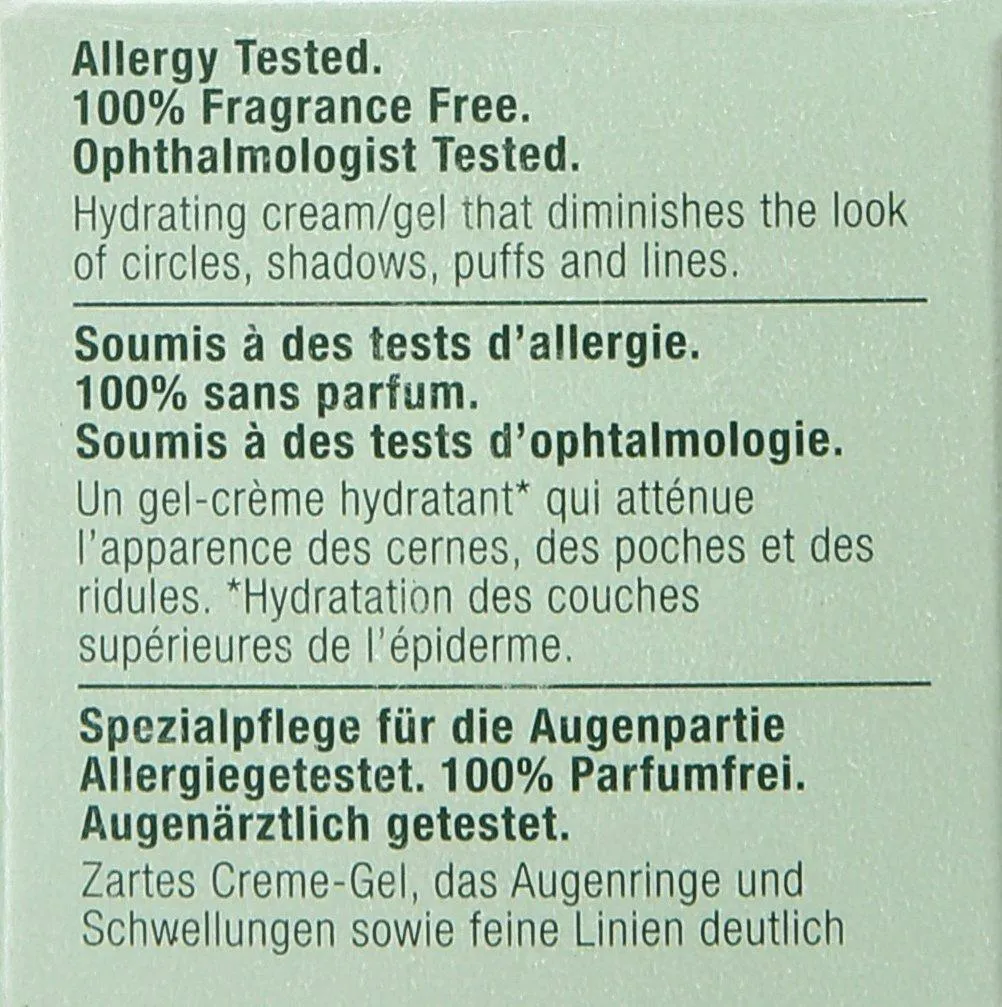 Allergy Tested.
100% Fragrance Free.
Ophthalmologist Tested.
Hydrating cream/gel that diminishes the look
of circles, shadows, puffs and lines.
Soumis à des tests d'allergie.
100% sans parfum.
Soumis à des tests d'ophtalmologie.
Un gel-crème hydratant* qui atténue
l'apparence des cernes, des poches et des
ridules. *Hydratation des couches
supérieures de l'épiderme.
Spezialpflege für die Augenpartie
Allergiegetestet. 100% Parfumfrei.
Augenärztlich getestet.
Zartes Creme-Gel, das Augenringe und
Schwellungen sowie feine Linien deutlich